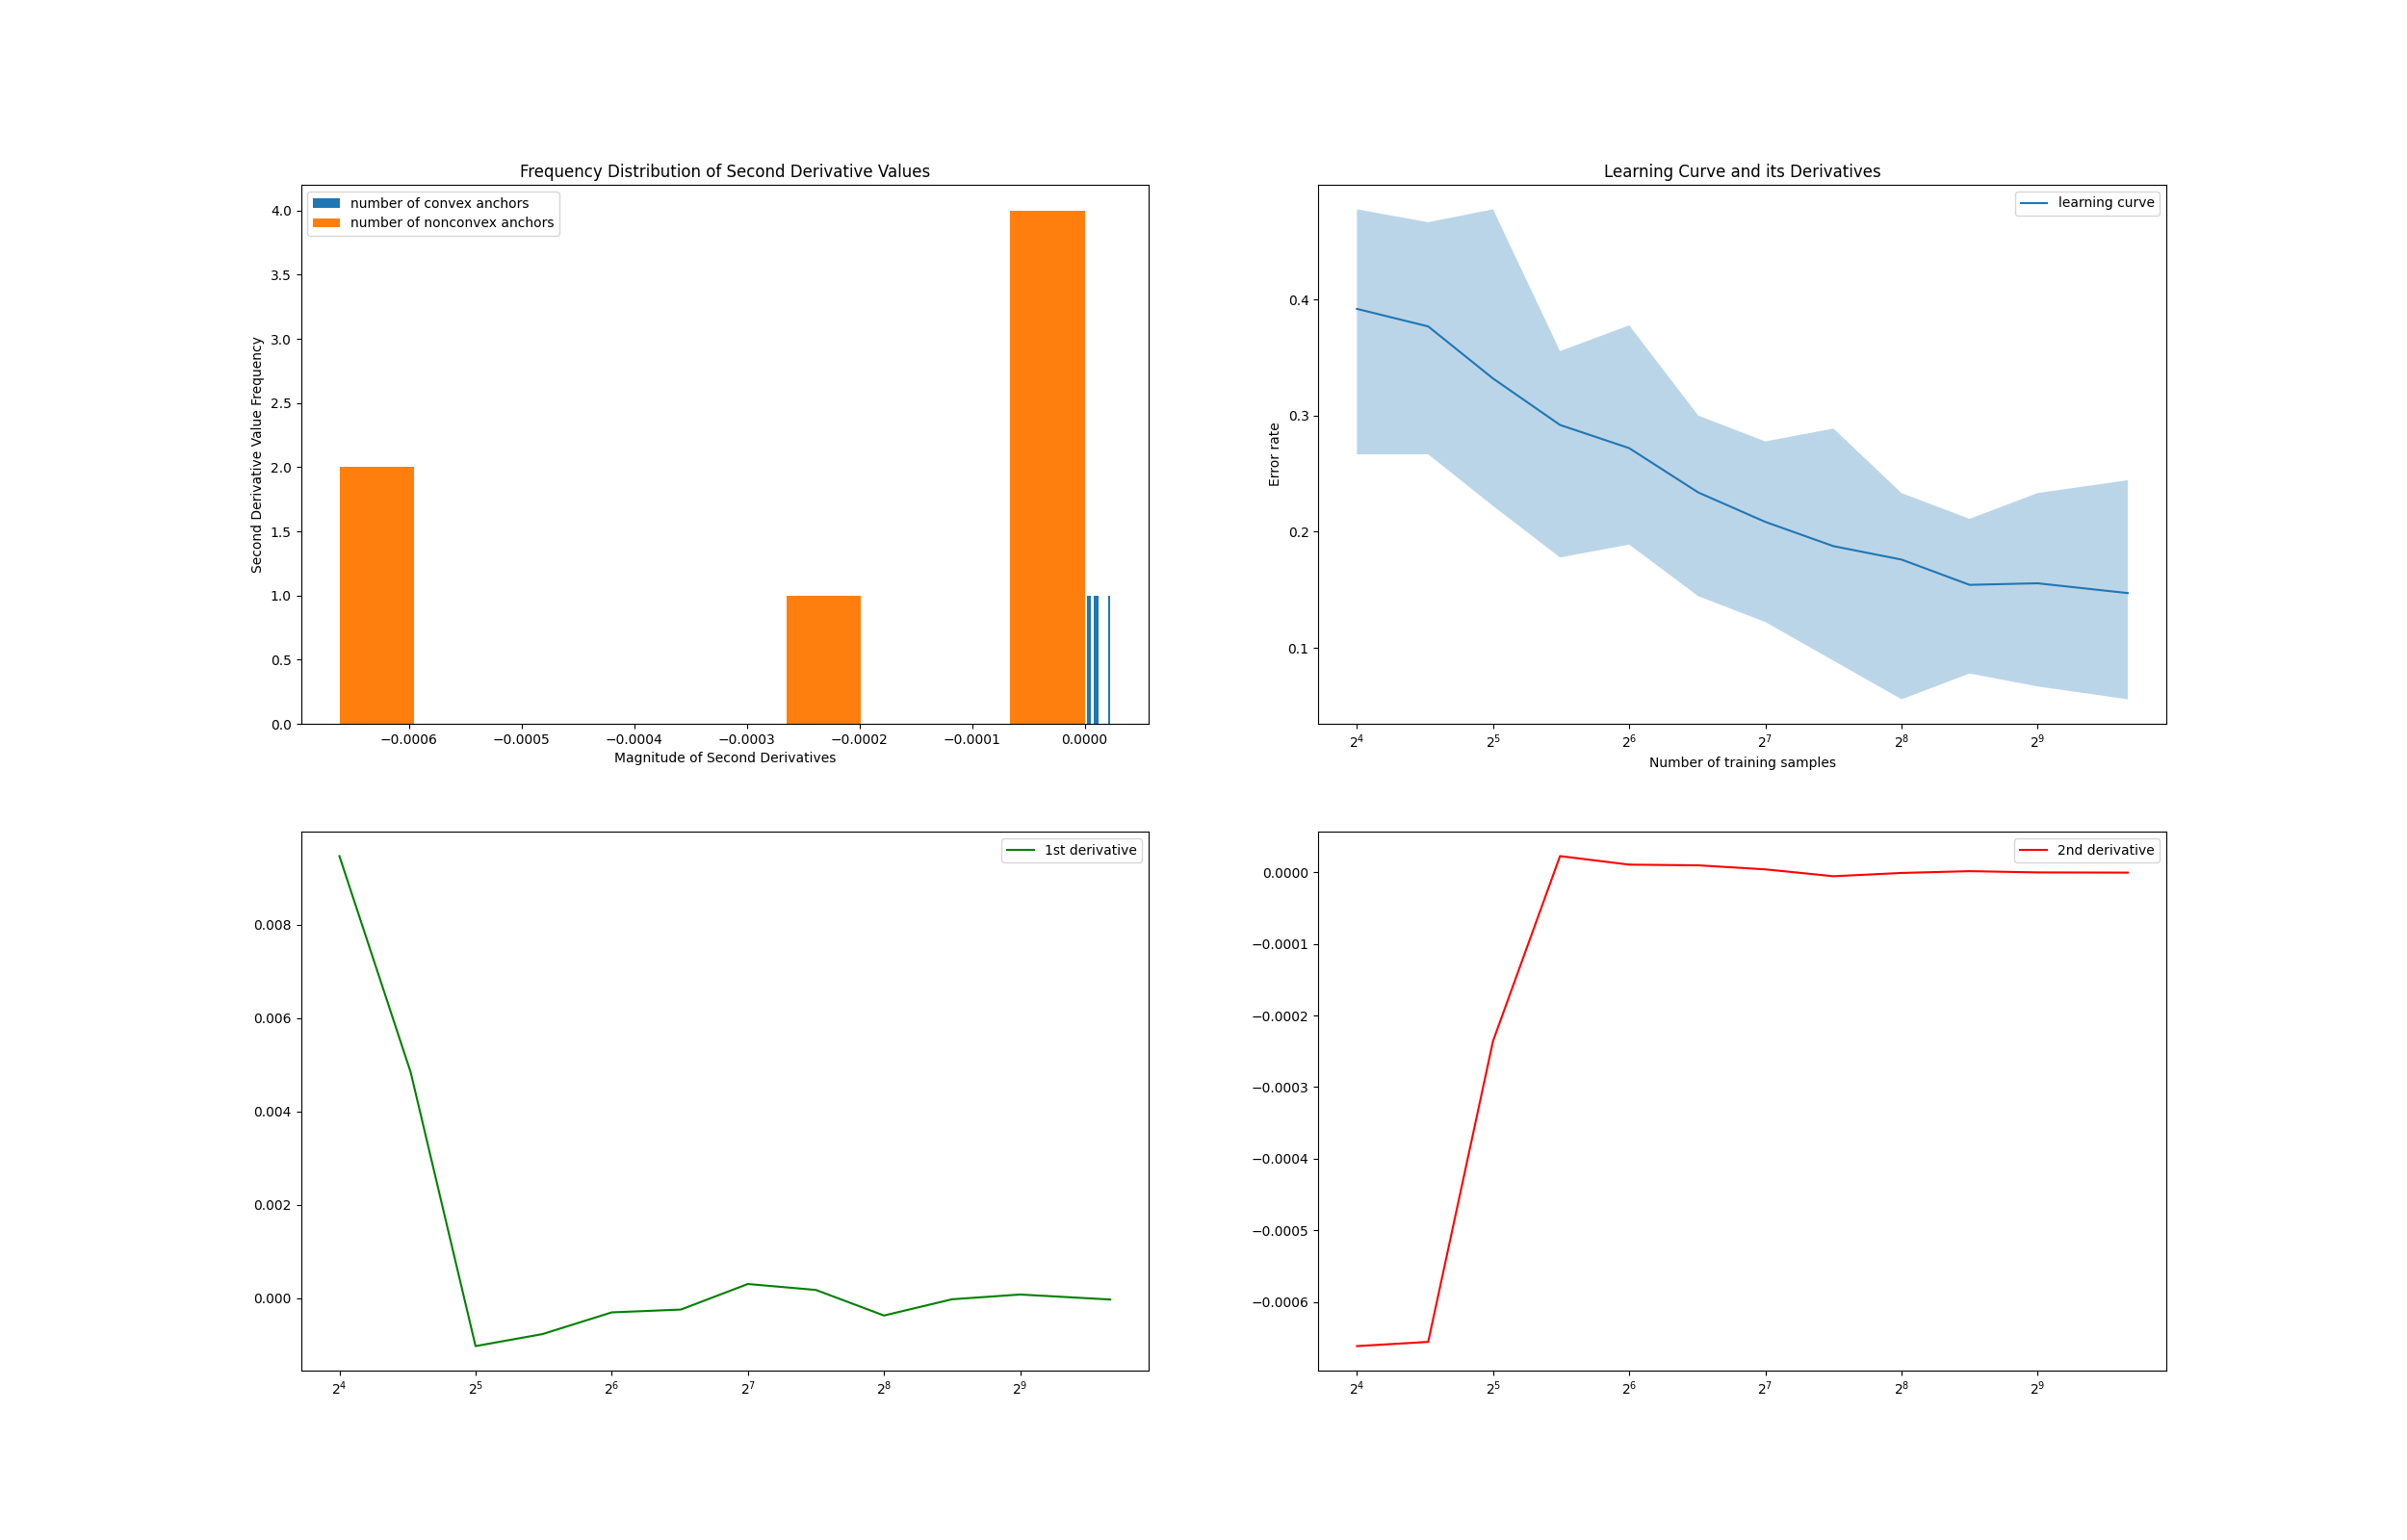 Frequency Distribution of Second Derivative Values
number of convex anchors
number of nonconvex anchors
4.0
3.5
3.0
2.5
2.0
1.5
1.0
0.5
0.0
Second Derivative Value Frequency
−0.0006 −0.0005 −0.0004 −0.0003 −0.0002 −0.0001 0.0000
Magnitude of Second Derivatives
Learning Curve and its Derivatives
learning curve
0.4
0.3
0.2
0.1
Error rate
2⁴ 2⁵ 2⁶ 2⁷ 2⁸ 2⁹
Number of training samples
1st derivative
0.008
0.006
0.004
0.002
0.000
2⁴ 2⁵ 2⁶ 2⁷ 2⁸ 2⁹
2nd derivative
0.0000
−0.0001
−0.0002
−0.0003
−0.0004
−0.0005
−0.0006
2⁴ 2⁵ 2⁶ 2⁷ 2⁸ 2⁹